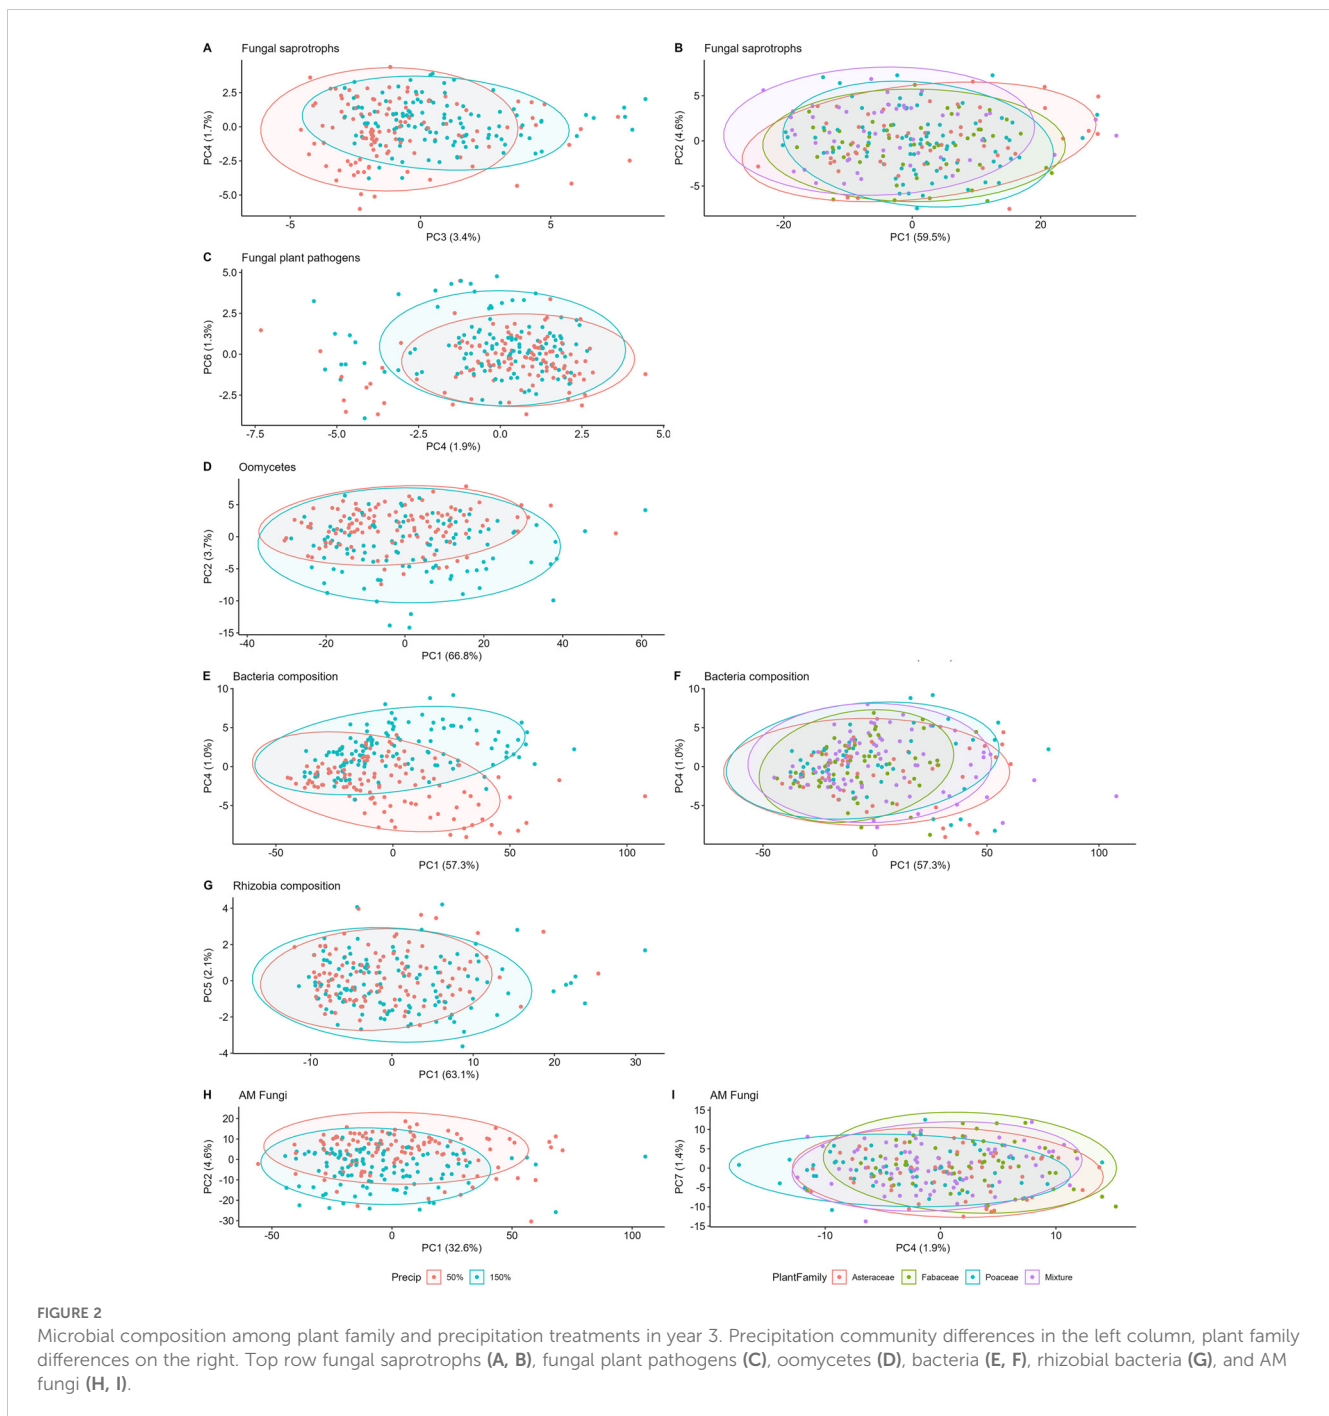 A Fungal saprotrophs
2.5
0.0
-2.5
-5.0
PC4 (1.7%)
-5 0 5
PC3 (3.4%)
B Fungal saprotrophs
5
0
-5
PC2 (4.6%)
-20 0 20
PC1 (59.5%)
C Fungal plant pathogens
5.0
2.5
0.0
-2.5
PC6 (1.3%)
-7.5 -5.0 -2.5 0.0 2.5 5.0
PC4 (1.9%)
D Oomycetes
5
0
-5
-10
-15
PC2 (3.7%)
-40 -20 0 20 40 60
PC1 (66.8%)
E Bacteria composition
10
5
0
-5
PC4 (1.0%)
-50 0 50 100
PC1 (57.3%)
F Bacteria composition
10
5
0
-5
PC4 (1.0%)
-50 0 50 100
PC1 (57.3%)
G Rhizobia composition
4
2
0
-2
-4
PC5 (2.1%)
-10 0 10 20 30
PC1 (63.1%)
H AM Fungi
20
10
0
-10
-20
-30
PC2 (4.6%)
-50 0 50 100
PC1 (32.6%)
I AM Fungi
15
10
5
0
-5
-10
-15
PC7 (1.4%)
-10 0 10
PC4 (1.9%)
Precip 50% 150%
PlantFamily Asteraceae Fabaceae Poaceae Mixture
FIGURE 2
Microbial composition among plant family and precipitation treatments in year 3. Precipitation community differences in the left column, plant family
differences on the right. Top row fungal saprotrophs (A, B), fungal plant pathogens (C), oomycetes (D), bacteria (E, F), rhizobial bacteria (G), and AM
fungi (H, I).